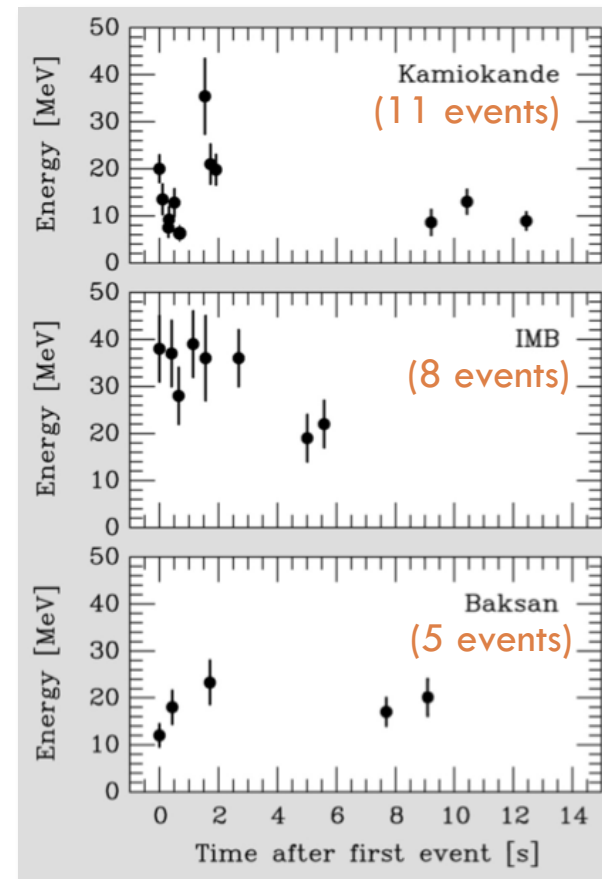 50
40
30
20
10
0
Energy [MeV]
Kamiokande
(11 events)
50
40
30
20
10
0
Energy [MeV]
IMB
(8 events)
50
40
30
20
10
0
Energy [MeV]
Baksan
(5 events)
0 2 4 6 8 10 12 14
Time after first event [s]